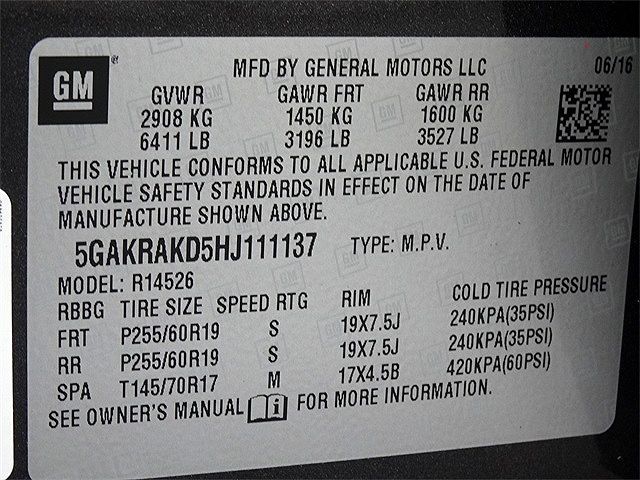 GM ®
MFD BY GENERAL MOTORS LLC 06/16
GVWR GAWR FRT GAWR RR
2908 KG 1450 KG 1600 KG
6411 LB 3196 LB 3527 LB
THIS VEHICLE CONFORMS TO ALL APPLICABLE U.S. FEDERAL MOTOR
VEHICLE SAFETY STANDARDS IN EFFECT ON THE DATE OF
MANUFACTURE SHOWN ABOVE.
5GAKRAKD5HJ111137 TYPE: M.P.V.
MODEL: R14526
RBBG TIRE SIZE SPEED RTG RIM COLD TIRE PRESSURE
FRT P255/60R19 S 19X7.5J 240KPA(35PSI)
RR P255/60R19 S 19X7.5J 240KPA(35PSI)
SPA T145/70R17 M 17X4.5B 420KPA(60PSI)
SEE OWNER'S MANUAL i FOR MORE INFORMATION.